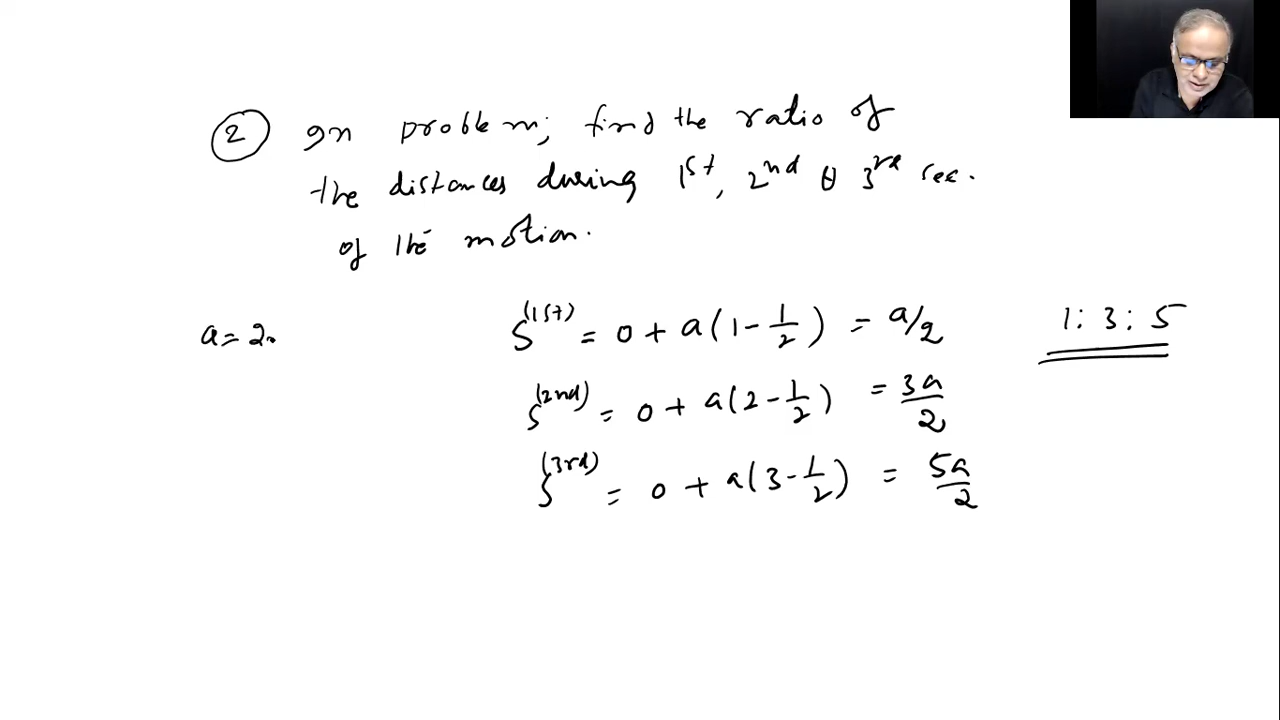 2 In problem, find the ratio of
the distances during 1st, 2nd & 3rd sec.
of the motion.
a = 2
S^(1st) = 0 + a(1 - 1/2) = a/2
1 : 3 : 5
S^(2nd) = 0 + a(2 - 1/2) = 3a/2
S^(3rd) = 0 + a(3 - 1/2) = 5a/2